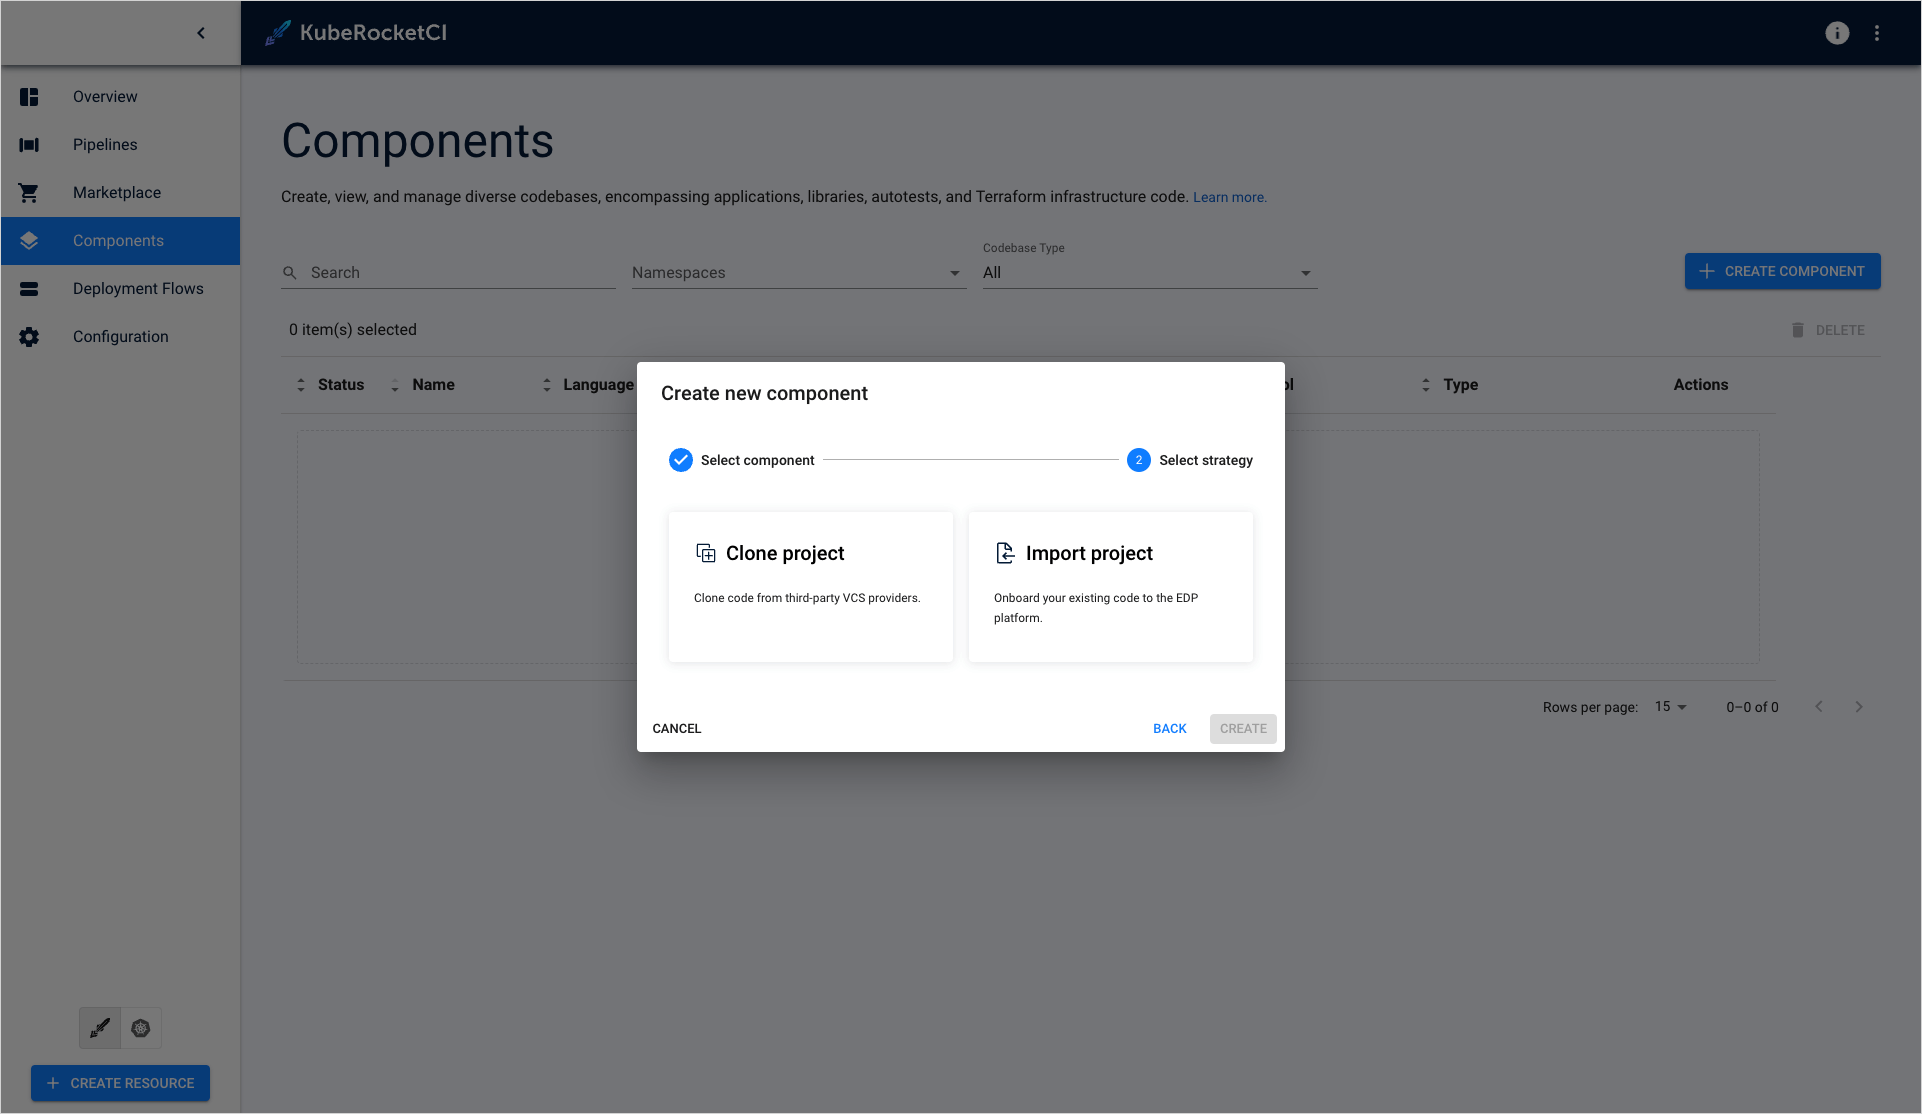 KubeRocketCI
Overview
Pipelines
Marketplace
Components
Deployment Flows
Configuration
CREATE RESOURCE
Components
Create, view, and manage diverse codebases, encompassing applications, libraries, autotests, and Terraform infrastructure code. Learn more.
Search
Namespaces
Codebase Type
All
CREATE COMPONENT
0 item(s) selected
DELETE
Status Name Language Type Actions
Create new component
Select component 2 Select strategy
Clone project
Clone code from third-party VCS providers.
Import project
Onboard your existing code to the EDP
platform.
CANCEL BACK CREATE
Rows per page: 15 0–0 of 0